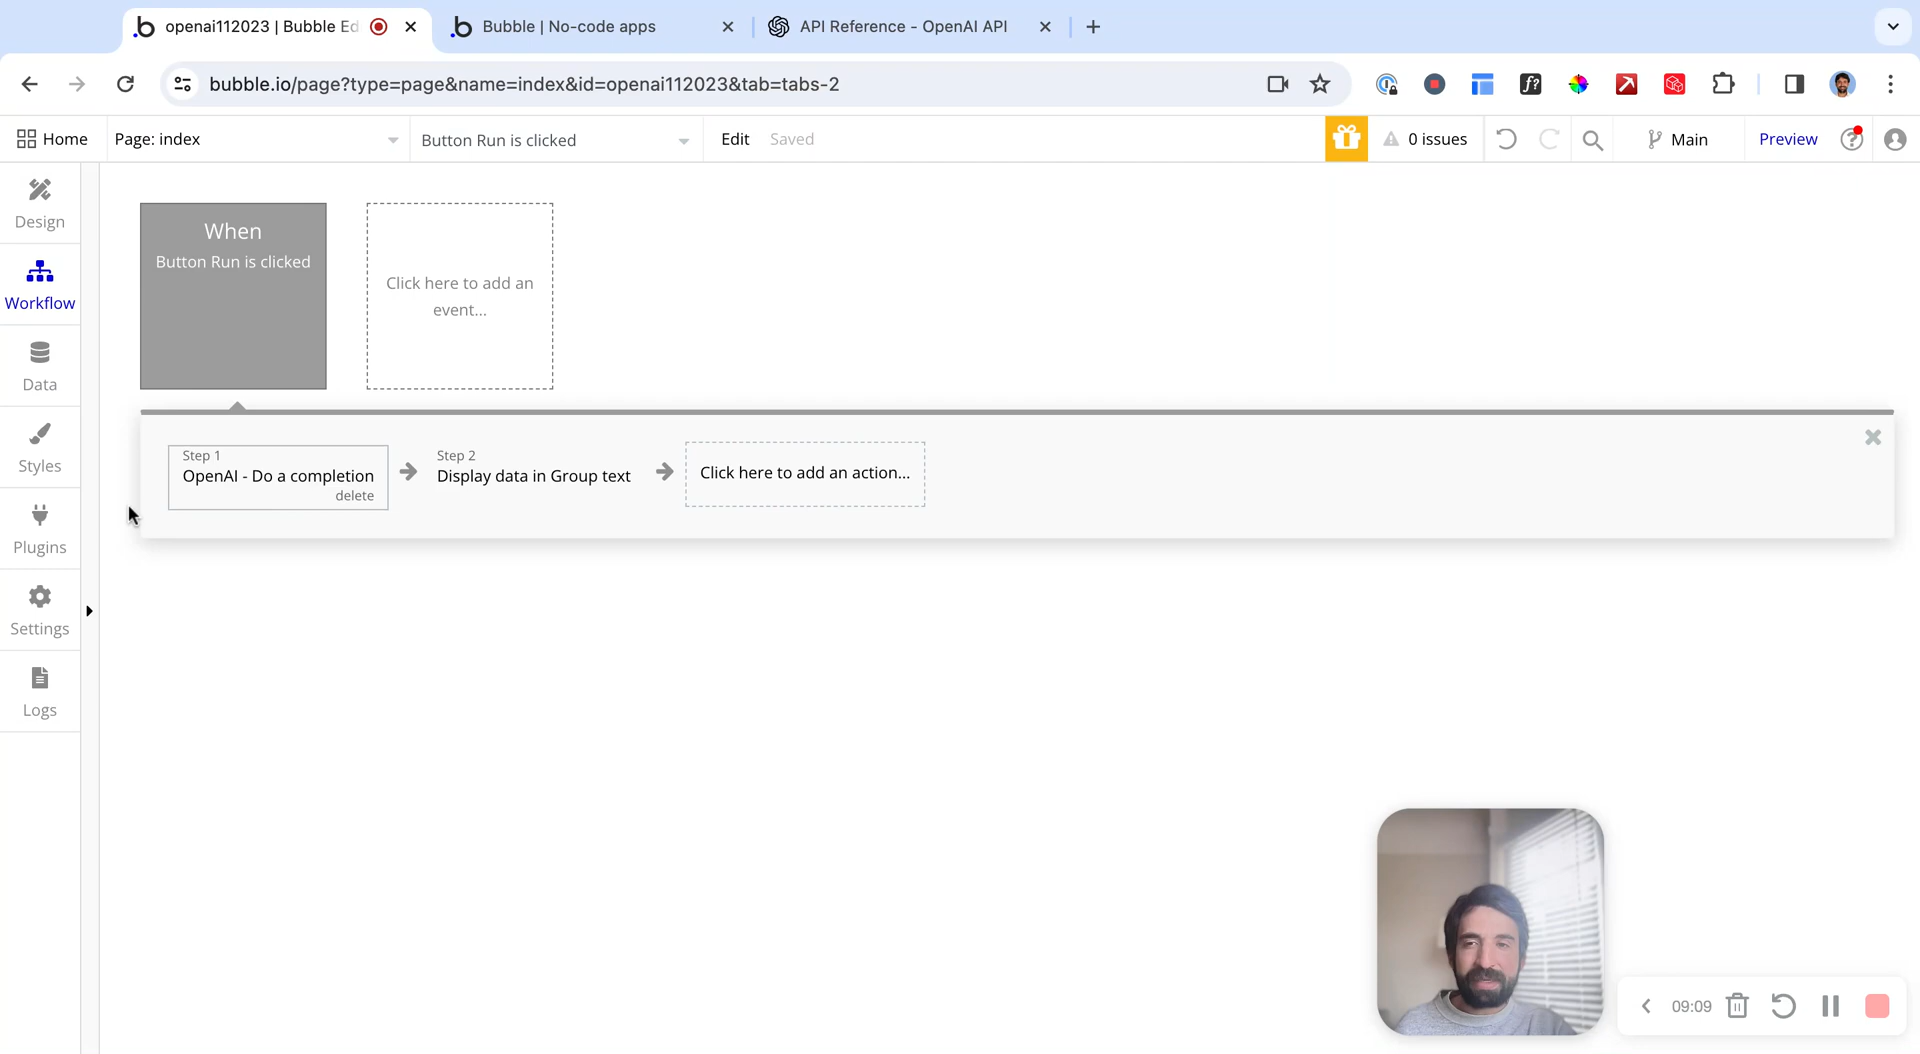 openai112023 | Bubble Ed
Bubble | No-code apps
API Reference - OpenAI API
bubble.io/page?type=page&name=index&id=openai112023&tab=tabs-2
Home
Page: index
Button Run is clicked
Edit
Saved
0 issues
Main
Preview
Design
Workflow
Data
Styles
Plugins
Settings
Logs
When
Button Run is clicked
Click here to add an
event...
Step 1
OpenAI - Do a completion
delete
Step 2
Display data in Group text
Click here to add an action...
09:09